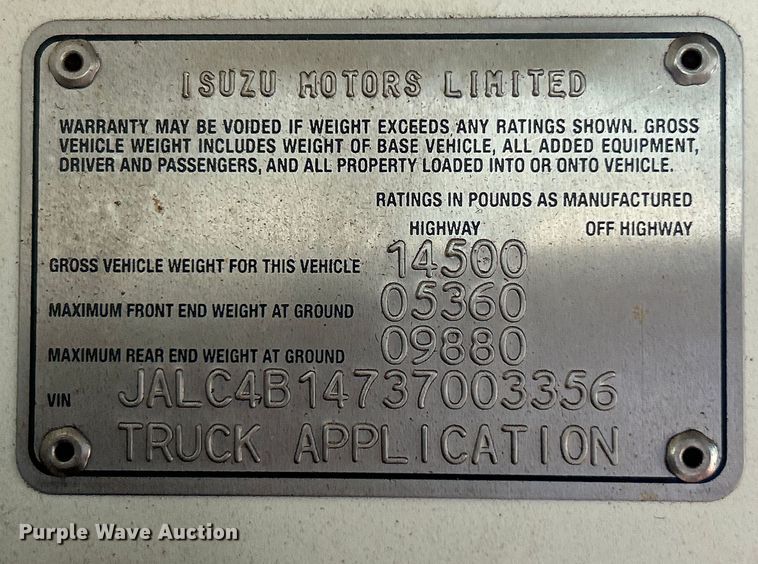 ISUZU MOTORS LIMITED
WARRANTY MAY BE VOIDED IF WEIGHT EXCEEDS ANY RATINGS SHOWN. GROSS
VEHICLE WEIGHT INCLUDES WEIGHT OF BASE VEHICLE, ALL ADDED EQUIPMENT,
DRIVER AND PASSENGERS, AND ALL PROPERTY LOADED INTO OR ONTO VEHICLE.
RATINGS IN POUNDS AS MANUFACTURED
HIGHWAY OFF HIGHWAY
GROSS VEHICLE WEIGHT FOR THIS VEHICLE 14500
MAXIMUM FRONT END WEIGHT AT GROUND 05360
MAXIMUM REAR END WEIGHT AT GROUND 09880
VIN JALC4B14737003356
TRUCK APPLICATION
Purple Wave Auction